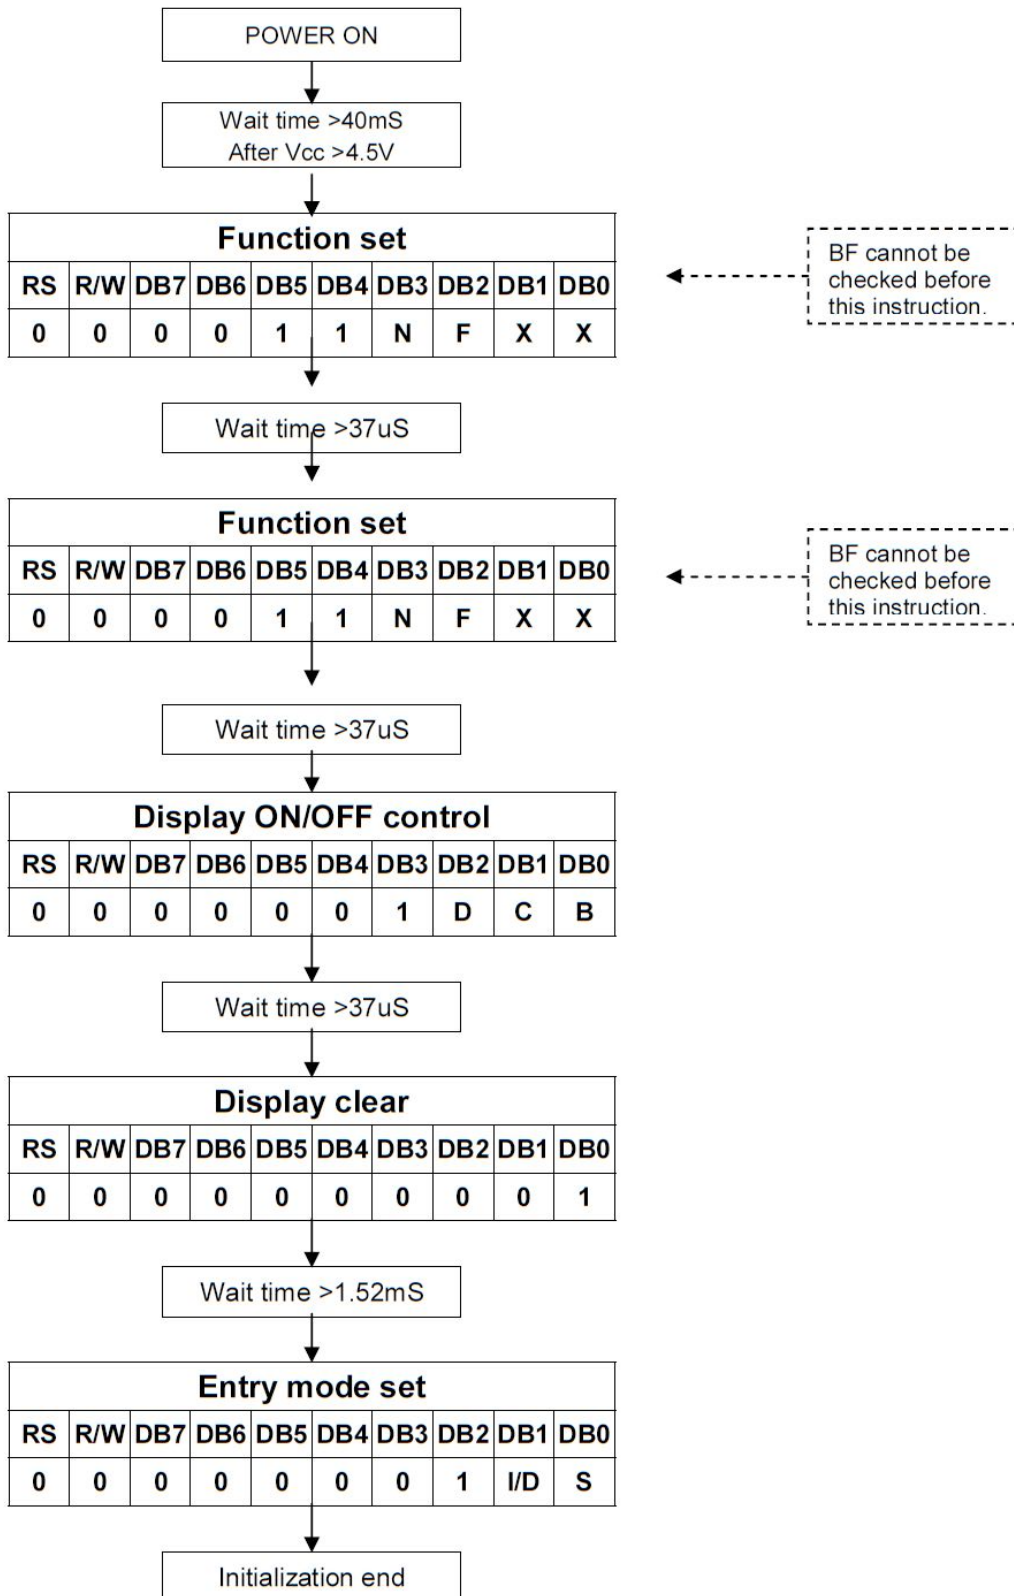 POWER ON
Wait time >40mS
After Vcc >4.5V
Function set
RS R/W DB7 DB6 DB5 DB4 DB3 DB2 DB1 DB0
0 0 0 0 1 1 N F X X
BF cannot be
checked before
this instruction.
Wait time >37uS
Function set
RS R/W DB7 DB6 DB5 DB4 DB3 DB2 DB1 DB0
0 0 0 0 1 1 N F X X
BF cannot be
checked before
this instruction.
Wait time >37uS
Display ON/OFF control
RS R/W DB7 DB6 DB5 DB4 DB3 DB2 DB1 DB0
0 0 0 0 0 0 1 D C B
Wait time >37uS
Display clear
RS R/W DB7 DB6 DB5 DB4 DB3 DB2 DB1 DB0
0 0 0 0 0 0 0 0 0 1
Wait time >1.52mS
Entry mode set
RS R/W DB7 DB6 DB5 DB4 DB3 DB2 DB1 DB0
0 0 0 0 0 0 0 1 I/D S
Initialization end